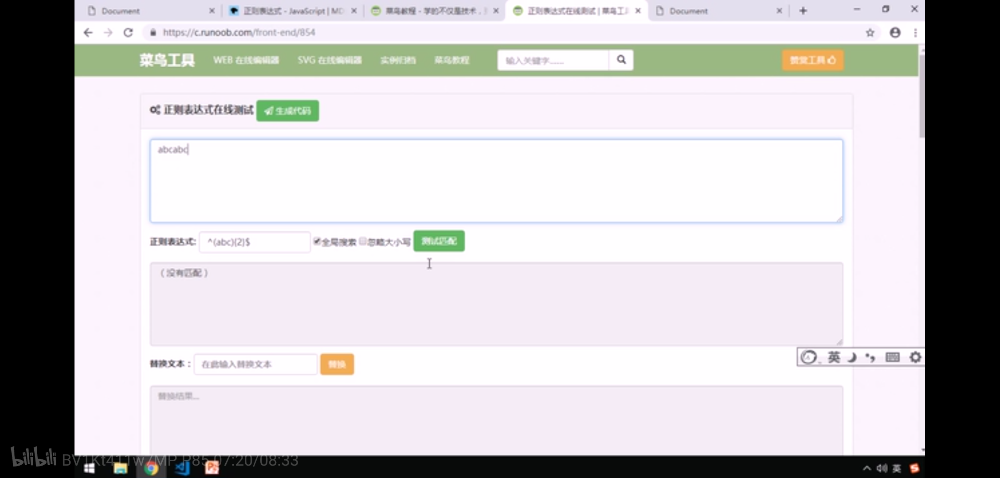 Document
正则表达式 - JavaScript | MD
菜鸟教程 - 学的不仅是技术，
正则表达式在线测试 | 菜鸟工具
Document
https://c.runoob.com/front-end/854
菜鸟工具
WEB 在线编辑器
SVG 在线编辑器
实例归档
菜鸟教程
输入关键字......
赞赏工具
正则表达式在线测试
生成代码
abcabc
正则表达式: ^(abc){2}$ 全局搜索 忽略大小写 测试匹配
（没有匹配）
英
替换文本： 在此输入替换文本 替换
替换结果...
bilibili BV1Kt411w7MP P85 07:20/08:33
英